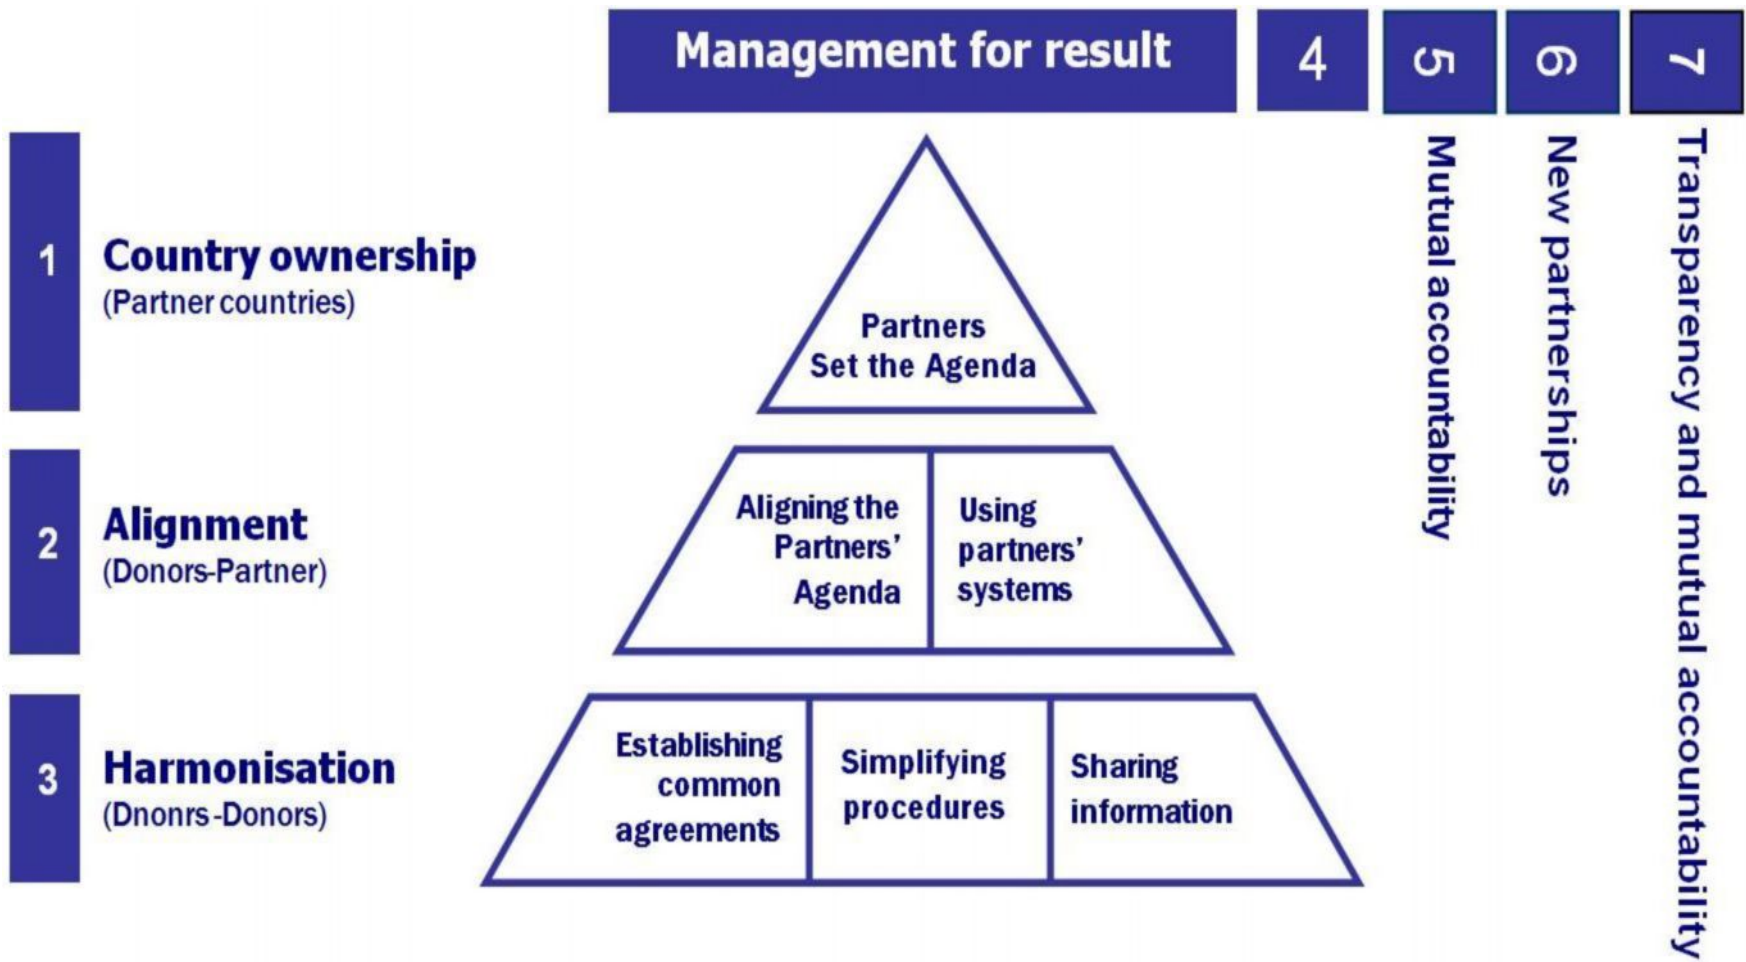 Management for result
4
5
6
7
1
Country ownership
(Partner countries)
Partners
Set the Agenda
2
Alignment
(Donors-Partner)
Aligning the
Partners’
Agenda
Using
partners’
systems
3
Harmonisation
(Dnonrs-Donors)
Establishing
common
agreements
Simplifying
procedures
Sharing
information
Mutual accountability
New partnerships
Transparency and mutual accountability